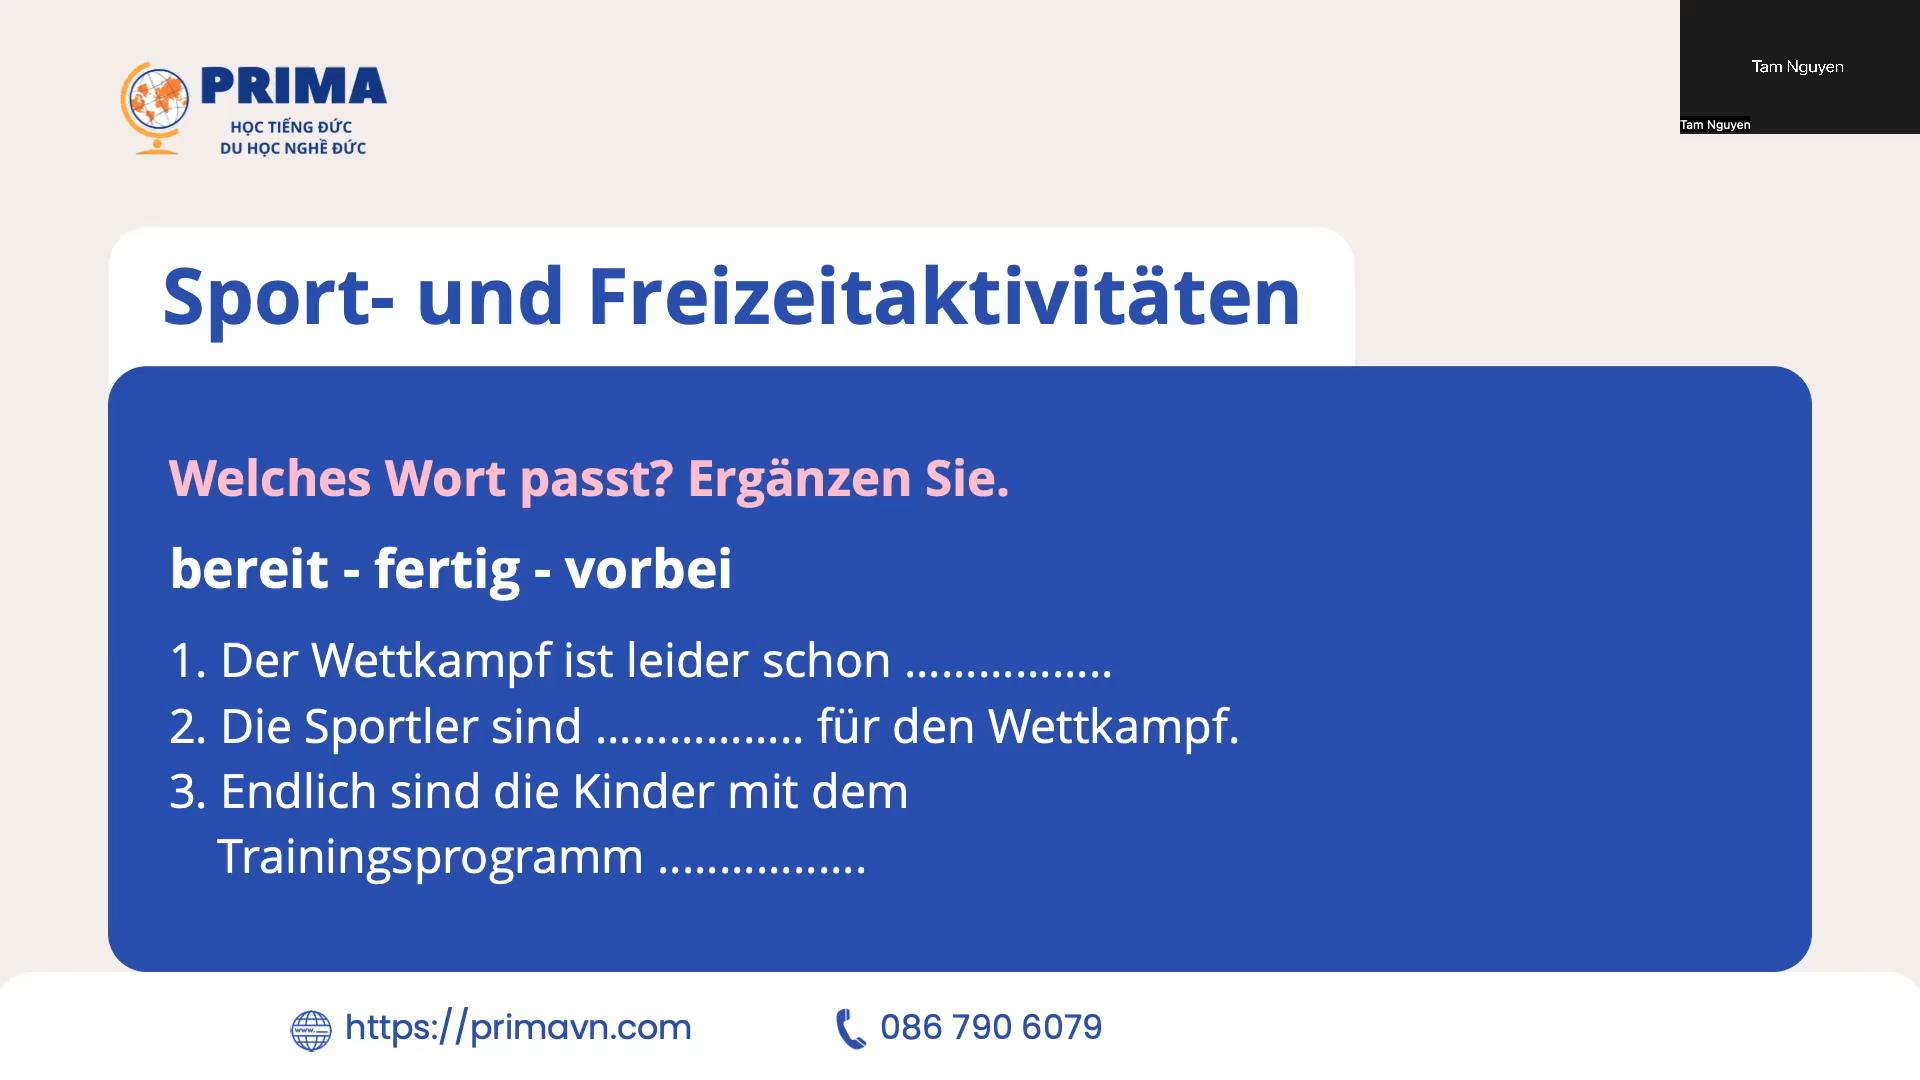 PRIMA
HỌC TIẾNG ĐỨC
DU HỌC NGHỀ ĐỨC
Tam Nguyen
Tam Nguyen
Sport- und Freizeitaktivitäten
Welches Wort passt? Ergänzen Sie.
bereit - fertig - vorbei
1. Der Wettkampf ist leider schon .................
2. Die Sportler sind ................. für den Wettkampf.
3. Endlich sind die Kinder mit dem
Trainingsprogramm .................
www
https://primavn.com
086 790 6079